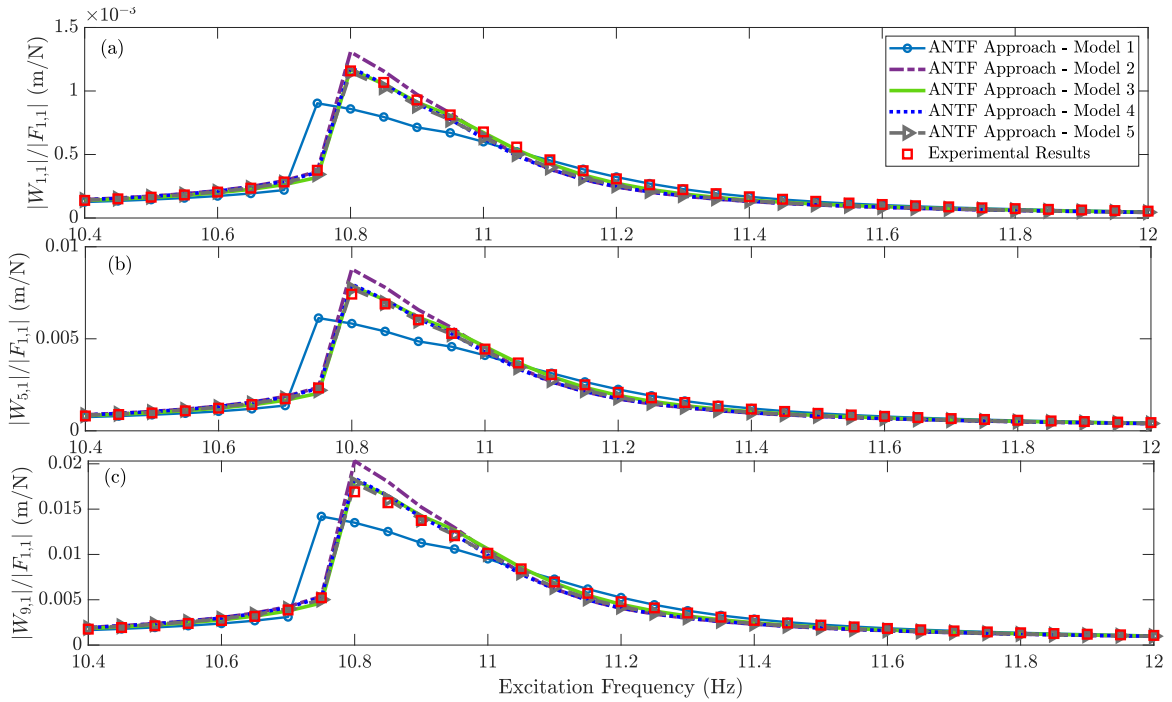 ×10⁻³
1.5
1
0.5
0
|W1,1|/|F1,1| (m/N)
(a)
ANTF Approach - Model 1
ANTF Approach - Model 2
ANTF Approach - Model 3
ANTF Approach - Model 4
ANTF Approach - Model 5
Experimental Results
10.4 10.6 10.8 11 11.2 11.4 11.6 11.8 12
0.01
0.005
0
|W5,1|/|F1,1| (m/N)
(b)
10.4 10.6 10.8 11 11.2 11.4 11.6 11.8 12
0.02
0.015
0.01
0.005
0
|W9,1|/|F1,1| (m/N)
(c)
10.4 10.6 10.8 11 11.2 11.4 11.6 11.8 12
Excitation Frequency (Hz)